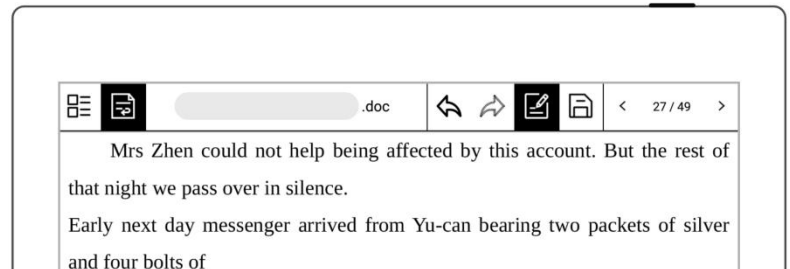 .doc
27 / 49
Mrs Zhen could not help being affected by this account. But the rest of
that night we pass over in silence.
Early next day messenger arrived from Yu-can bearing two packets of silver
and four bolts of